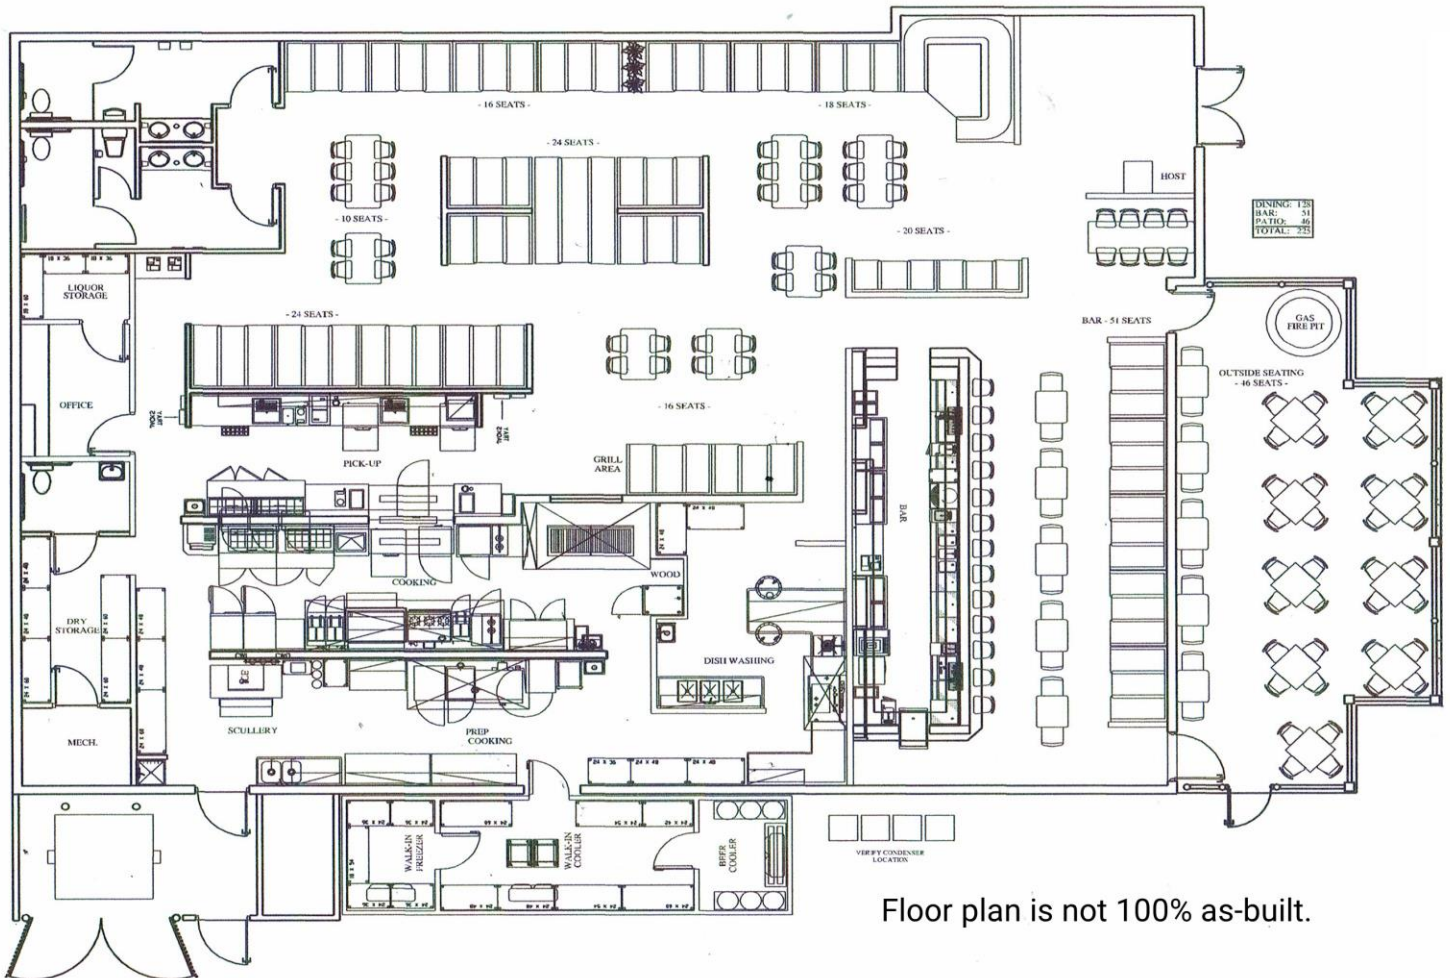 - 16 SEATS -
- 18 SEATS -
- 24 SEATS -
HOST
- 10 SEATS -
DINING: 128
BAR: 51
PATIO: 46
TOTAL: 225
- 20 SEATS -
LIQUOR
STORAGE
- 24 SEATS -
BAR - 51 SEATS
GAS
FIRE PIT
OUTSIDE SEATING
- 46 SEATS -
OFFICE
- 16 SEATS -
PICK-UP
GRILL
AREA
BAR
COOKING
WOOD
DRY
STORAGE
DISH WASHING
SCULLERY
PREP
COOKING
MECH.
WALK-IN
FREEZER
WALK-IN
COOLER
BEER
COOLER
VERIFY CONDENSER
LOCATION
Floor plan is not 100% as-built.